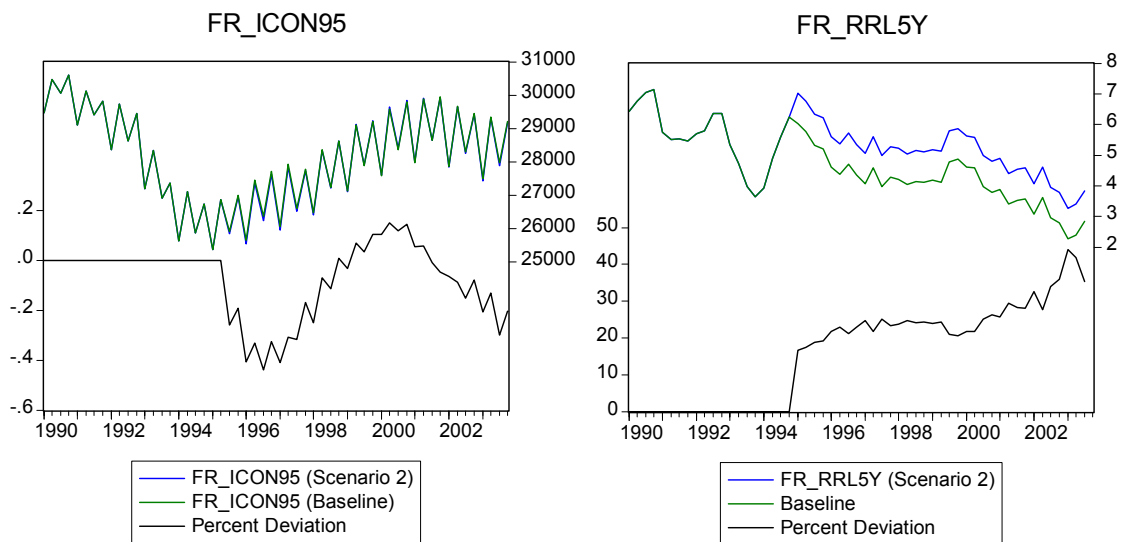 FR_ICON95
31000
30000
29000
28000
27000
26000
25000
.2
.0
-.2
-.4
-.6
1990 1992 1994 1996 1998 2000 2002
FR_ICON95 (Scenario 2)
FR_ICON95 (Baseline)
Percent Deviation
FR_RRL5Y
8
7
6
5
4
3
2
50
40
30
20
10
0
1990 1992 1994 1996 1998 2000 2002
FR_RRL5Y (Scenario 2)
Baseline
Percent Deviation